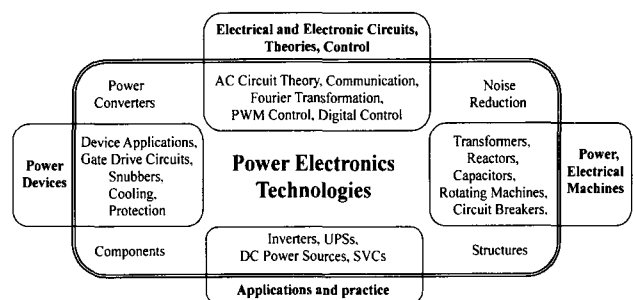 Electrical and Electronic Circuits,
Theories, Control
Power
Converters
AC Circuit Theory, Communication,
Fourier Transformation,
PWM Control, Digital Control
Noise
Reduction
Power
Devices
Device Applications,
Gate Drive Circuits,
Snubbers,
Cooling,
Protection
Power Electronics
Technologies
Transformers,
Reactors,
Capacitors,
Rotating Machines,
Circuit Breakers,
Power,
Electrical
Machines
Components
Inverters, UPSs,
DC Power Sources, SVCs
Structures
Applications and practice